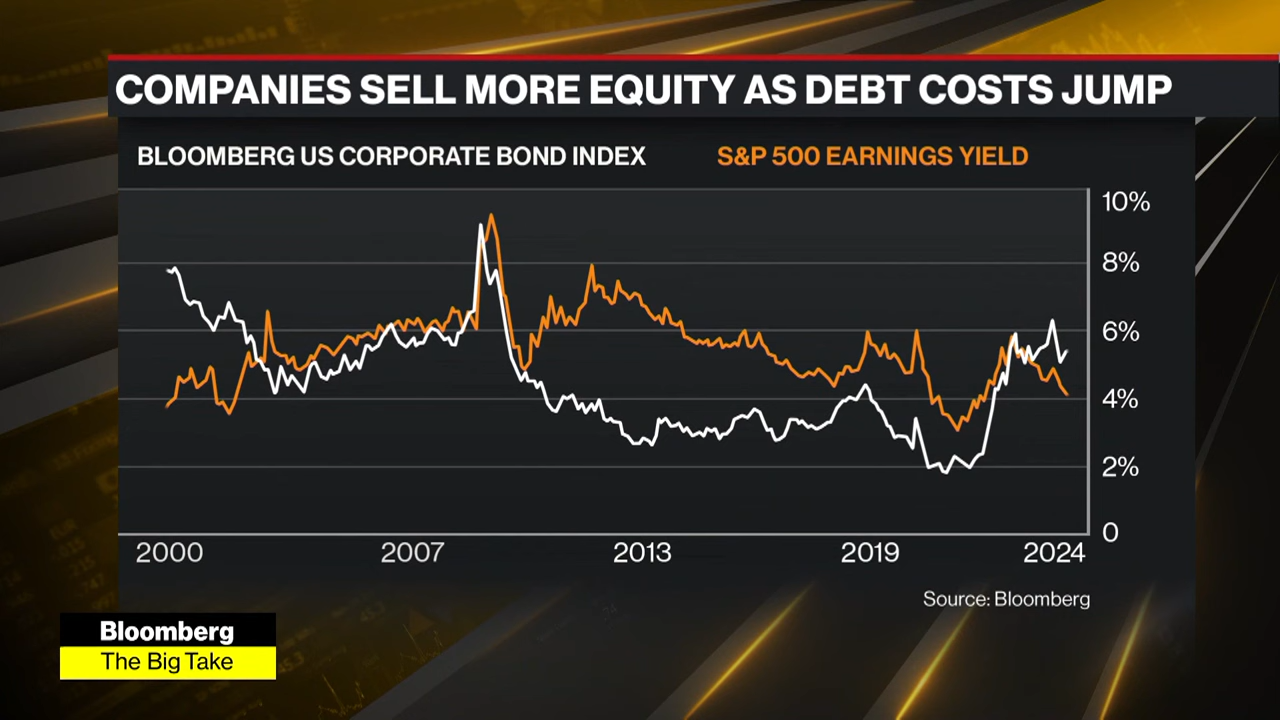 COMPANIES SELL MORE EQUITY AS DEBT COSTS JUMP
BLOOMBERG US CORPORATE BOND INDEX
S&P 500 EARNINGS YIELD
10%
8%
6%
4%
2%
0
2000 2007 2013 2019 2024
Source: Bloomberg
Bloomberg
The Big Take